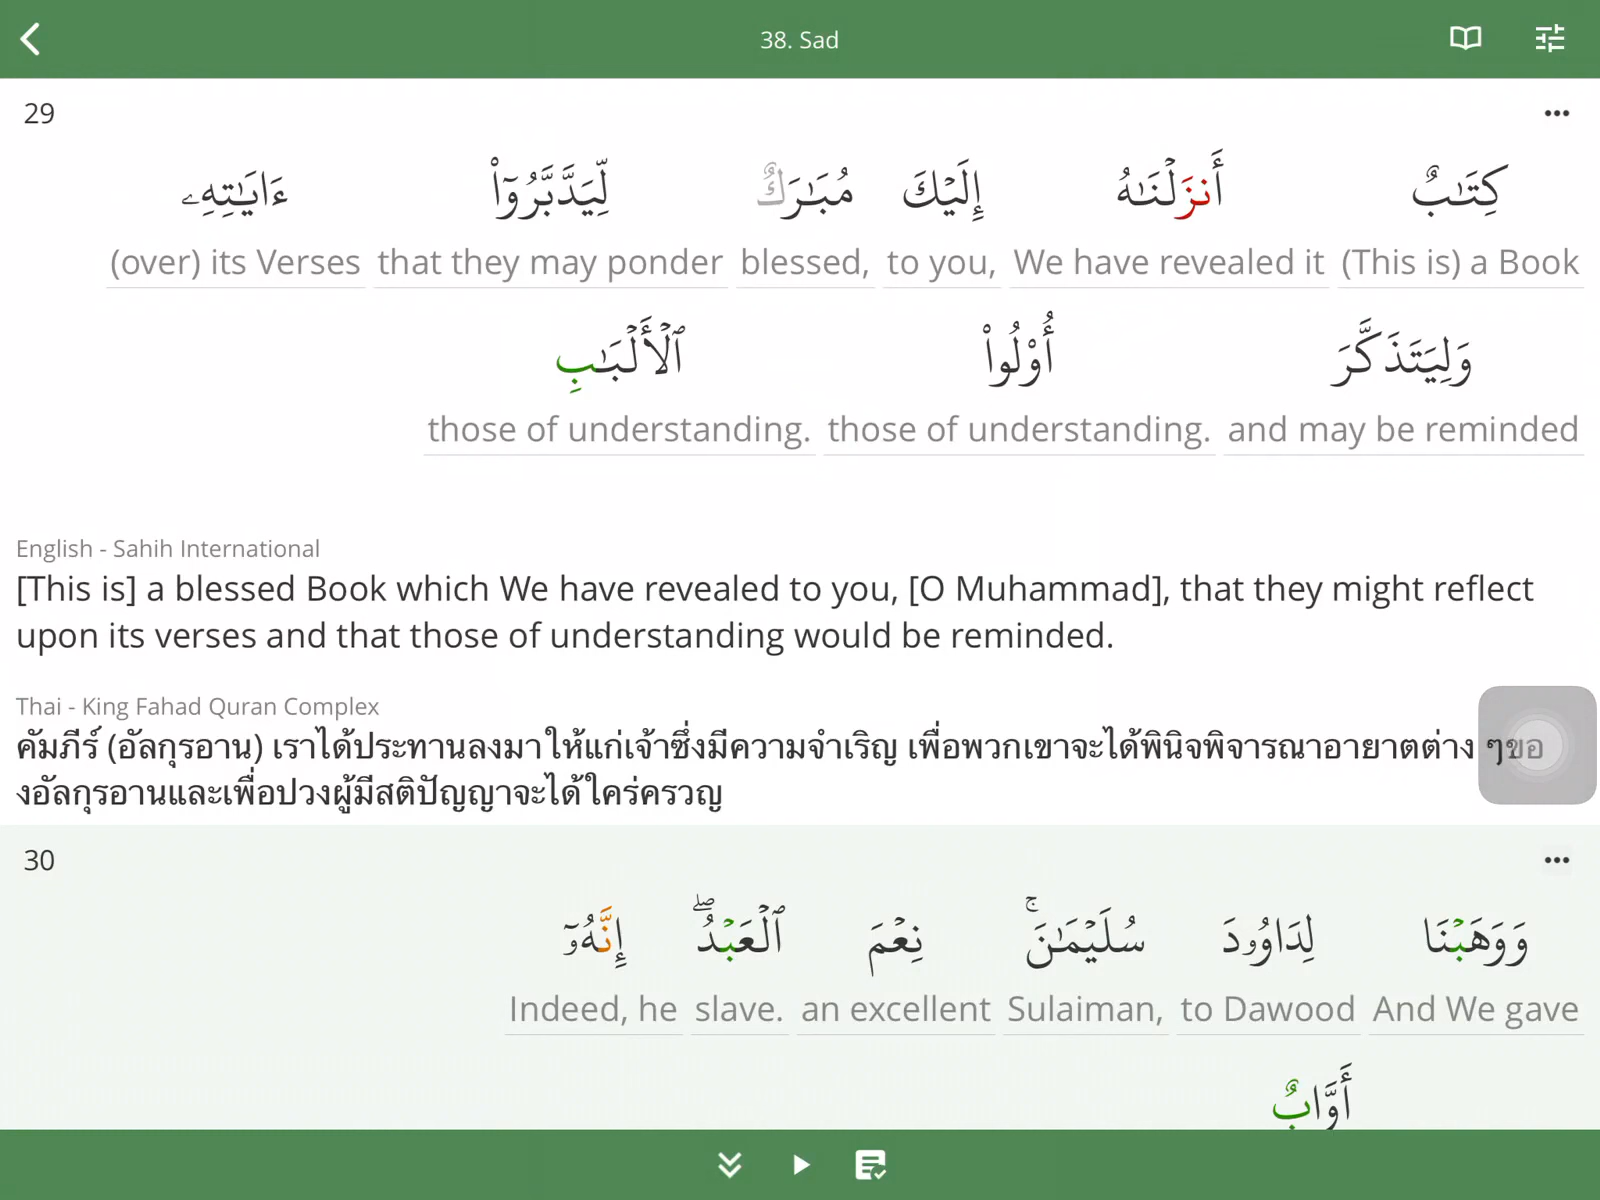 38. Sad
29
كِتَٰبٌ أَنزَلْنَٰهُ إِلَيْكَ مُبَٰرَكٌ لِّيَدَّبَّرُوٓا۟ ءَايَٰتِهِۦ
(This is) a Book We have revealed it to you, blessed, that they may ponder (over) its Verses
وَلِيَتَذَكَّرَ أُو۟لُوا۟ ٱلْأَلْبَٰبِ
and may be reminded those of understanding. those of understanding.
English - Sahih International
[This is] a blessed Book which We have revealed to you, [O Muhammad], that they might reflect
upon its verses and that those of understanding would be reminded.
Thai - King Fahad Quran Complex
คัมภีร์ (อัลกุรอาน) เราได้ประทานลงมาให้แก่เจ้าซึ่งมีความจำเริญ เพื่อพวกเขาจะได้พินิจพิจารณาอายาตต่าง ๆขอ
งอัลกุรอานและเพื่อปวงผู้มีสติปัญญาจะได้ใคร่ครวญ
30
وَوَهَبْنَا لِدَاوُۥدَ سُلَيْمَٰنَ ۚ نِعْمَ ٱلْعَبْدُ ۖ إِنَّهُۥٓ
And We gave to Dawood Sulaiman, an excellent slave. Indeed, he
أَوَّابٌ